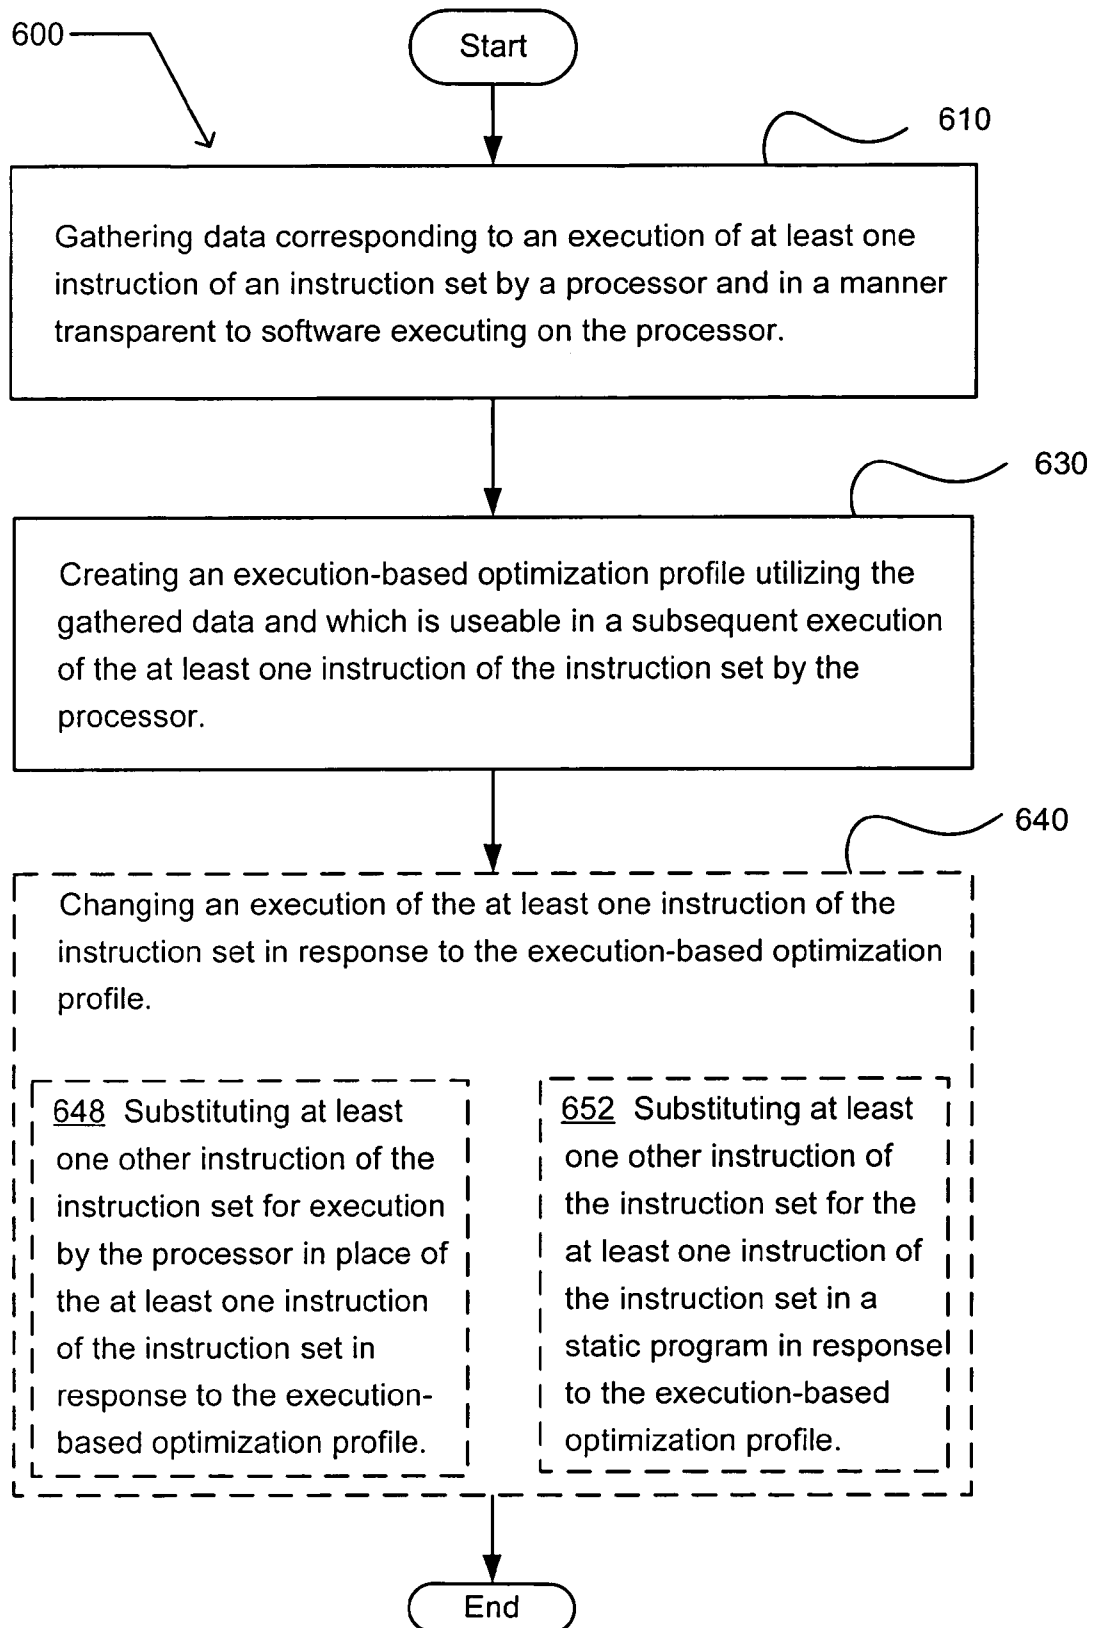 600
Start
610
Gathering data corresponding to an execution of at least one
instruction of an instruction set by a processor and in a manner
transparent to software executing on the processor.
630
Creating an execution-based optimization profile utilizing the
gathered data and which is useable in a subsequent execution
of the at least one instruction of the instruction set by the
processor.
640
Changing an execution of the at least one instruction of the
instruction set in response to the execution-based optimization
profile.
648 Substituting at least
one other instruction of the
instruction set for execution
by the processor in place of
the at least one instruction
of the instruction set in
response to the execution-
based optimization profile.
652 Substituting at least
one other instruction of
the instruction set for the
at least one instruction of
the instruction set in a
static program in response
to the execution-based
optimization profile.
End